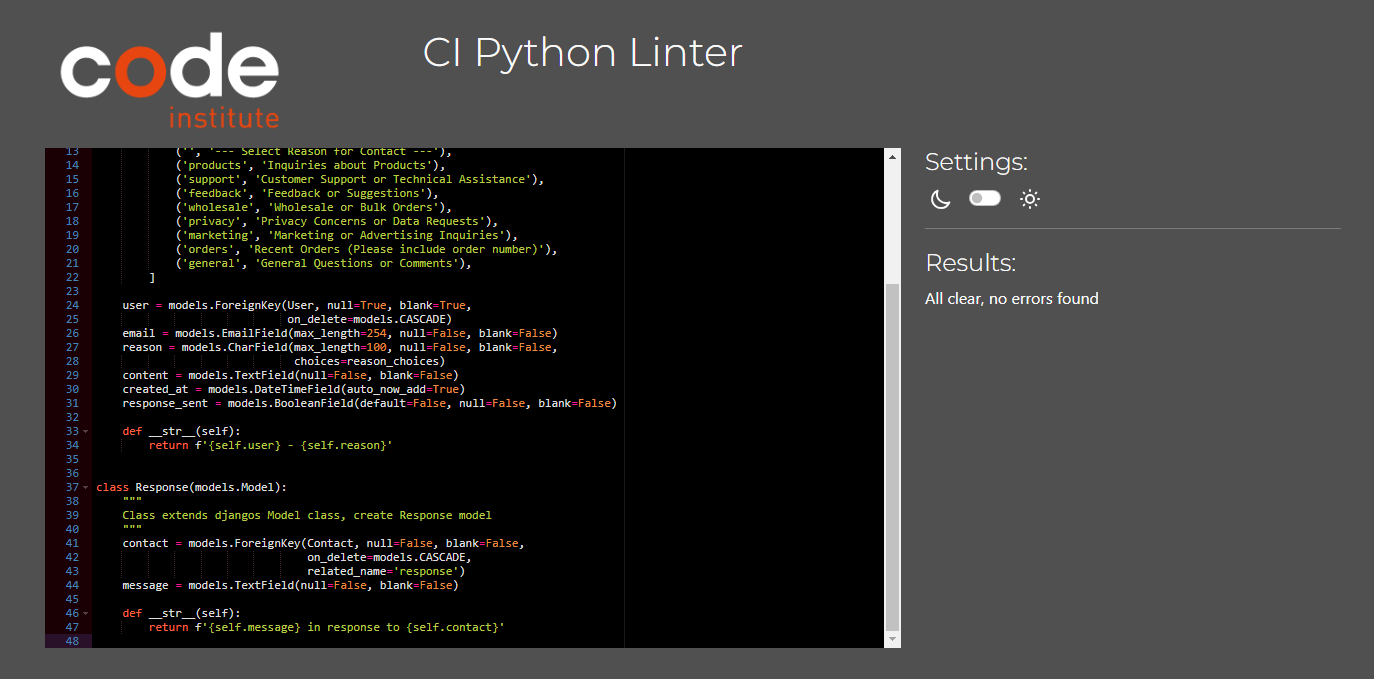 code
institute
CI Python Linter
13 ('', '--- Select Reason for Contact ---'),
14 ('products', 'Inquiries about Products'),
15 ('support', 'Customer Support or Technical Assistance'),
16 ('feedback', 'Feedback or Suggestions'),
17 ('wholesale', 'Wholesale or Bulk Orders'),
18 ('privacy', 'Privacy Concerns or Data Requests'),
19 ('marketing', 'Marketing or Advertising Inquiries'),
20 ('orders', 'Recent Orders (Please include order number)'),
21 ('general', 'General Questions or Comments'),
22 ]
23
24 user = models.ForeignKey(User, null=True, blank=True,
25 on_delete=models.CASCADE)
26 email = models.EmailField(max_length=254, null=False, blank=False)
27 reason = models.CharField(max_length=100, null=False, blank=False,
28 choices=reason_choices)
29 content = models.TextField(null=False, blank=False)
30 created_at = models.DateTimeField(auto_now_add=True)
31 response_sent = models.BooleanField(default=False, null=False, blank=False)
32
33 def __str__(self):
34 return f'{self.user} - {self.reason}'
35
36
37 class Response(models.Model):
38 """
39 Class extends djangos Model class, create Response model
40 """
41 contact = models.ForeignKey(Contact, null=False, blank=False,
42 on_delete=models.CASCADE,
43 related_name='response')
44 message = models.TextField(null=False, blank=False)
45
46 def __str__(self):
47 return f'{self.message} in response to {self.contact}'
48
Settings:
Results:
All clear, no errors found